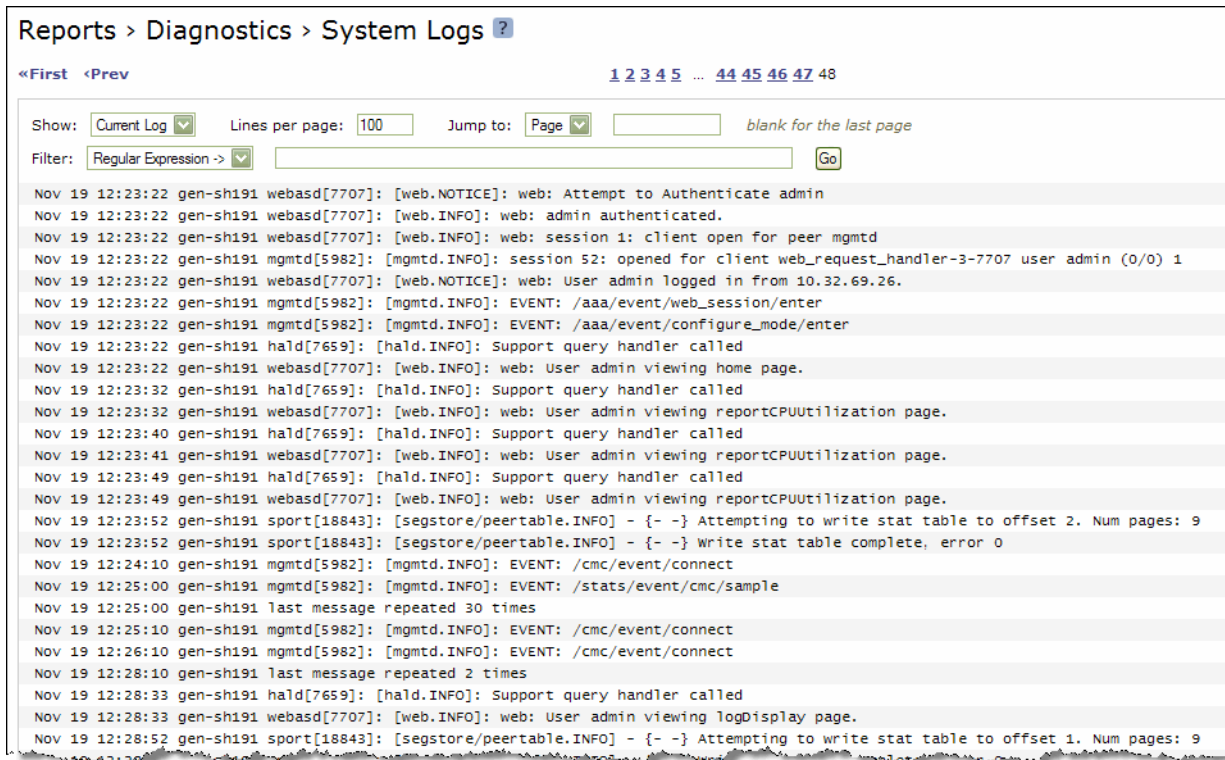 Reports › Diagnostics › System Logs ?
«First ‹Prev 1 2 3 4 5 ... 44 45 46 47 48
Show: Current Log Lines per page: 100 Jump to: Page blank for the last page
Filter: Regular Expression -> Go
Nov 19 12:23:22 gen-sh191 webasd[7707]: [web.NOTICE]: web: Attempt to Authenticate admin
Nov 19 12:23:22 gen-sh191 webasd[7707]: [web.INFO]: web: admin authenticated.
Nov 19 12:23:22 gen-sh191 webasd[7707]: [web.INFO]: web: session 1: client open for peer mgmtd
Nov 19 12:23:22 gen-sh191 mgmtd[5982]: [mgmtd.INFO]: session 52: opened for client web_request_handler-3-7707 user admin (0/0) 1
Nov 19 12:23:22 gen-sh191 webasd[7707]: [web.NOTICE]: web: User admin logged in from 10.32.69.26.
Nov 19 12:23:22 gen-sh191 mgmtd[5982]: [mgmtd.INFO]: EVENT: /aaa/event/web_session/enter
Nov 19 12:23:22 gen-sh191 mgmtd[5982]: [mgmtd.INFO]: EVENT: /aaa/event/configure_mode/enter
Nov 19 12:23:22 gen-sh191 hald[7659]: [hald.INFO]: Support query handler called
Nov 19 12:23:22 gen-sh191 webasd[7707]: [web.INFO]: web: User admin viewing home page.
Nov 19 12:23:32 gen-sh191 hald[7659]: [hald.INFO]: Support query handler called
Nov 19 12:23:32 gen-sh191 webasd[7707]: [web.INFO]: web: User admin viewing reportCPUUtilization page.
Nov 19 12:23:40 gen-sh191 hald[7659]: [hald.INFO]: Support query handler called
Nov 19 12:23:41 gen-sh191 webasd[7707]: [web.INFO]: web: User admin viewing reportCPUUtilization page.
Nov 19 12:23:49 gen-sh191 hald[7659]: [hald.INFO]: Support query handler called
Nov 19 12:23:49 gen-sh191 webasd[7707]: [web.INFO]: web: User admin viewing reportCPUUtilization page.
Nov 19 12:23:52 gen-sh191 sport[18843]: [segstore/peertable.INFO] - {- -} Attempting to write stat table to offset 2. Num pages: 9
Nov 19 12:23:52 gen-sh191 sport[18843]: [segstore/peertable.INFO] - {- -} Write stat table complete, error 0
Nov 19 12:24:10 gen-sh191 mgmtd[5982]: [mgmtd.INFO]: EVENT: /cmc/event/connect
Nov 19 12:25:00 gen-sh191 mgmtd[5982]: [mgmtd.INFO]: EVENT: /stats/event/cmc/sample
Nov 19 12:25:00 gen-sh191 last message repeated 30 times
Nov 19 12:25:10 gen-sh191 mgmtd[5982]: [mgmtd.INFO]: EVENT: /cmc/event/connect
Nov 19 12:26:10 gen-sh191 mgmtd[5982]: [mgmtd.INFO]: EVENT: /cmc/event/connect
Nov 19 12:28:10 gen-sh191 last message repeated 2 times
Nov 19 12:28:33 gen-sh191 hald[7659]: [hald.INFO]: Support query handler called
Nov 19 12:28:33 gen-sh191 webasd[7707]: [web.INFO]: web: User admin viewing logDisplay page.
Nov 19 12:28:52 gen-sh191 sport[18843]: [segstore/peertable.INFO] - {- -} Attempting to write stat table to offset 1. Num pages: 9